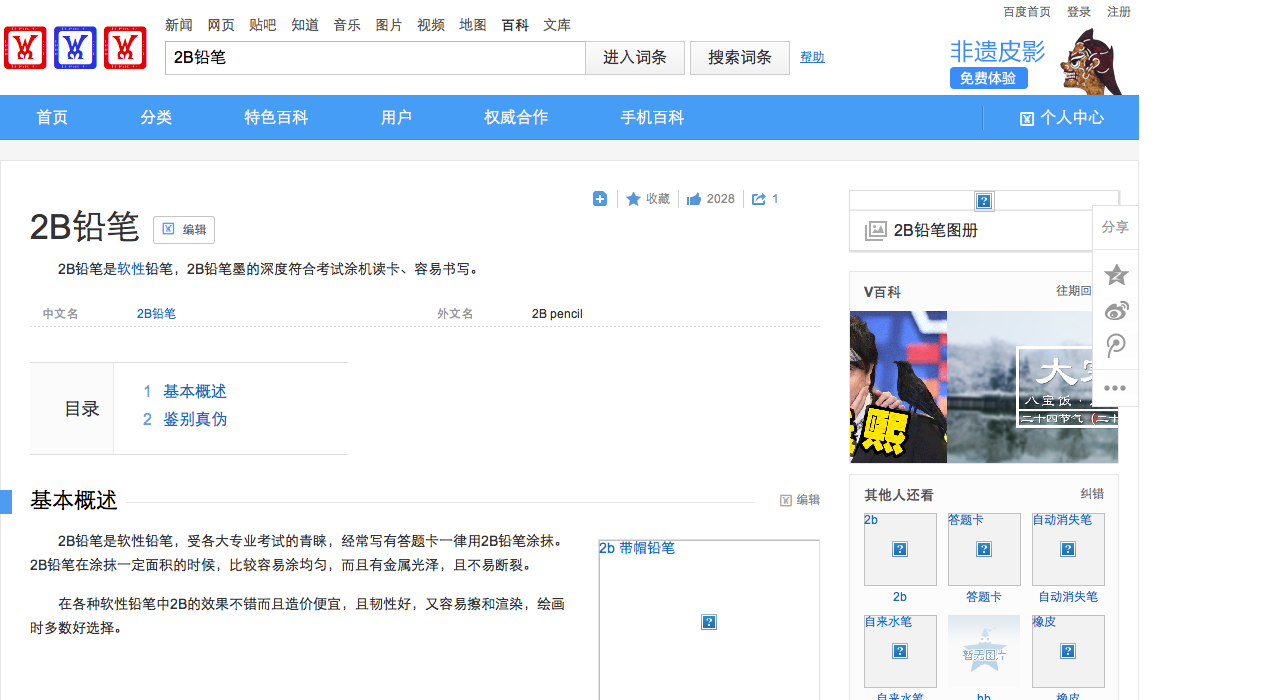 百度首页 登录 注册
新闻 网页 贴吧 知道 音乐 图片 视频 地图 百科 文库
2B铅笔 进入词条 搜索词条 帮助
非遗皮影
免费体验
首页 分类 特色百科 用户 权威合作 手机百科 个人中心
收藏 2028 1
2B铅笔 编辑
2B铅笔是软性铅笔，2B铅笔墨的深度符合考试涂机读卡、容易书写。
中文名 2B铅笔 外文名 2B pencil
目录
1 基本概述
2 鉴别真伪
基本概述 编辑
2B铅笔是软性铅笔，受各大专业考试的青睐，经常写有答题卡一律用2B铅笔涂抹。
2B铅笔在涂抹一定面积的时候，比较容易涂均匀，而且有金属光泽，且不易断裂。
在各种软性铅笔中2B的效果不错而且造价便宜，且韧性好，又容易擦和渲染，绘画
时多数好选择。
2b 带帽铅笔
2B铅笔图册
分享
V百科 往期回
熙
大
八宝饭
二十四节气
其他人还看 纠错
2b 答题卡 自动消失笔
2b 答题卡 自动消失笔
自来水笔 暂无图片 橡皮
自来水笔 hb 橡皮